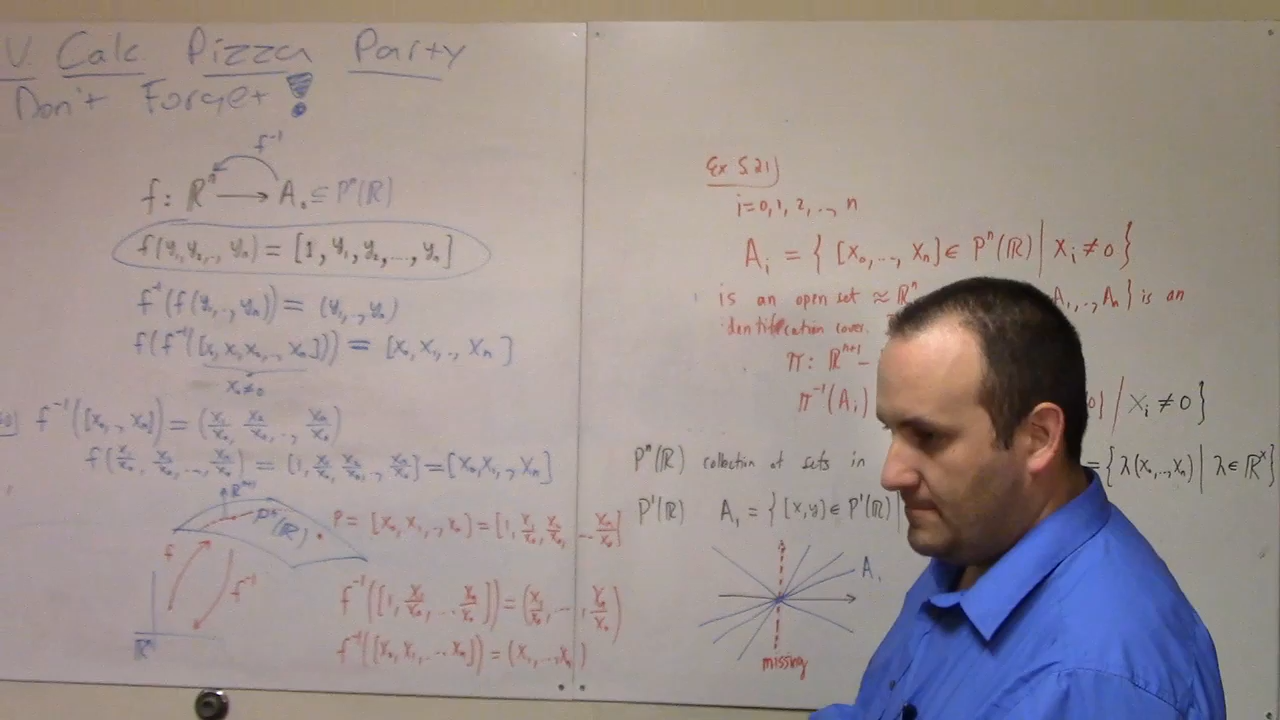 V. Calc. Pizza Party
Don't Forget!
f⁻¹
f: ℝⁿ ⟶ A₀ ⊆ Pⁿ(ℝ)
f(y₁,y₂,.., yₙ) = [1, y₁, y₂, ..., yₙ]
f⁻¹(f(y₁,.., yₙ)) = (y₁,.., yₙ)
f(f⁻¹([x₀, x₁, x₂,.., xₙ])) = [x₀, x₁,.., xₙ]
x₀≠0
f⁻¹([x₀,.., xₙ]) = (x₁/x₀, x₂/x₀,.., xₙ/x₀)
f(x₁/x₀, x₂/x₀, ..., xₙ/x₀) = [1, x₁/x₀, x₂/x₀, .., xₙ/x₀] = [x₀, x₁,.., xₙ]
ℝⁿ⁺¹
Pⁿ(ℝ)
P = [x₀, x₁,.., xₙ] = [1, x₁/x₀, x₂/x₀, ... xₙ/x₀]
f
f⁻¹
ℝⁿ
f⁻¹([1, x₁/x₀, ... xₙ/x₀]) = (x₁/x₀, ..., xₙ/x₀)
f⁻¹([x₀, x₁, ... xₙ]) = (x₁,..., xₙ)
Ex 5.21)
i=0, 1, 2, .., n
Aᵢ = { [x₀,..., xₙ] ∈ Pⁿ(ℝ) | xᵢ ≠ 0 }
is an open set ≈ ℝⁿ A₁,.., Aₙ} is an
identification cover.
π: ℝⁿ⁺¹ –
π⁻¹(Aᵢ) 0} / xᵢ ≠ 0}
Pⁿ(ℝ) collection of sets in = {λ(x₀,..., xₙ) | λ ∈ ℝˣ}
P¹(ℝ) A₁ = {[x,y] ∈ P¹(ℝ) |
A₁
missing